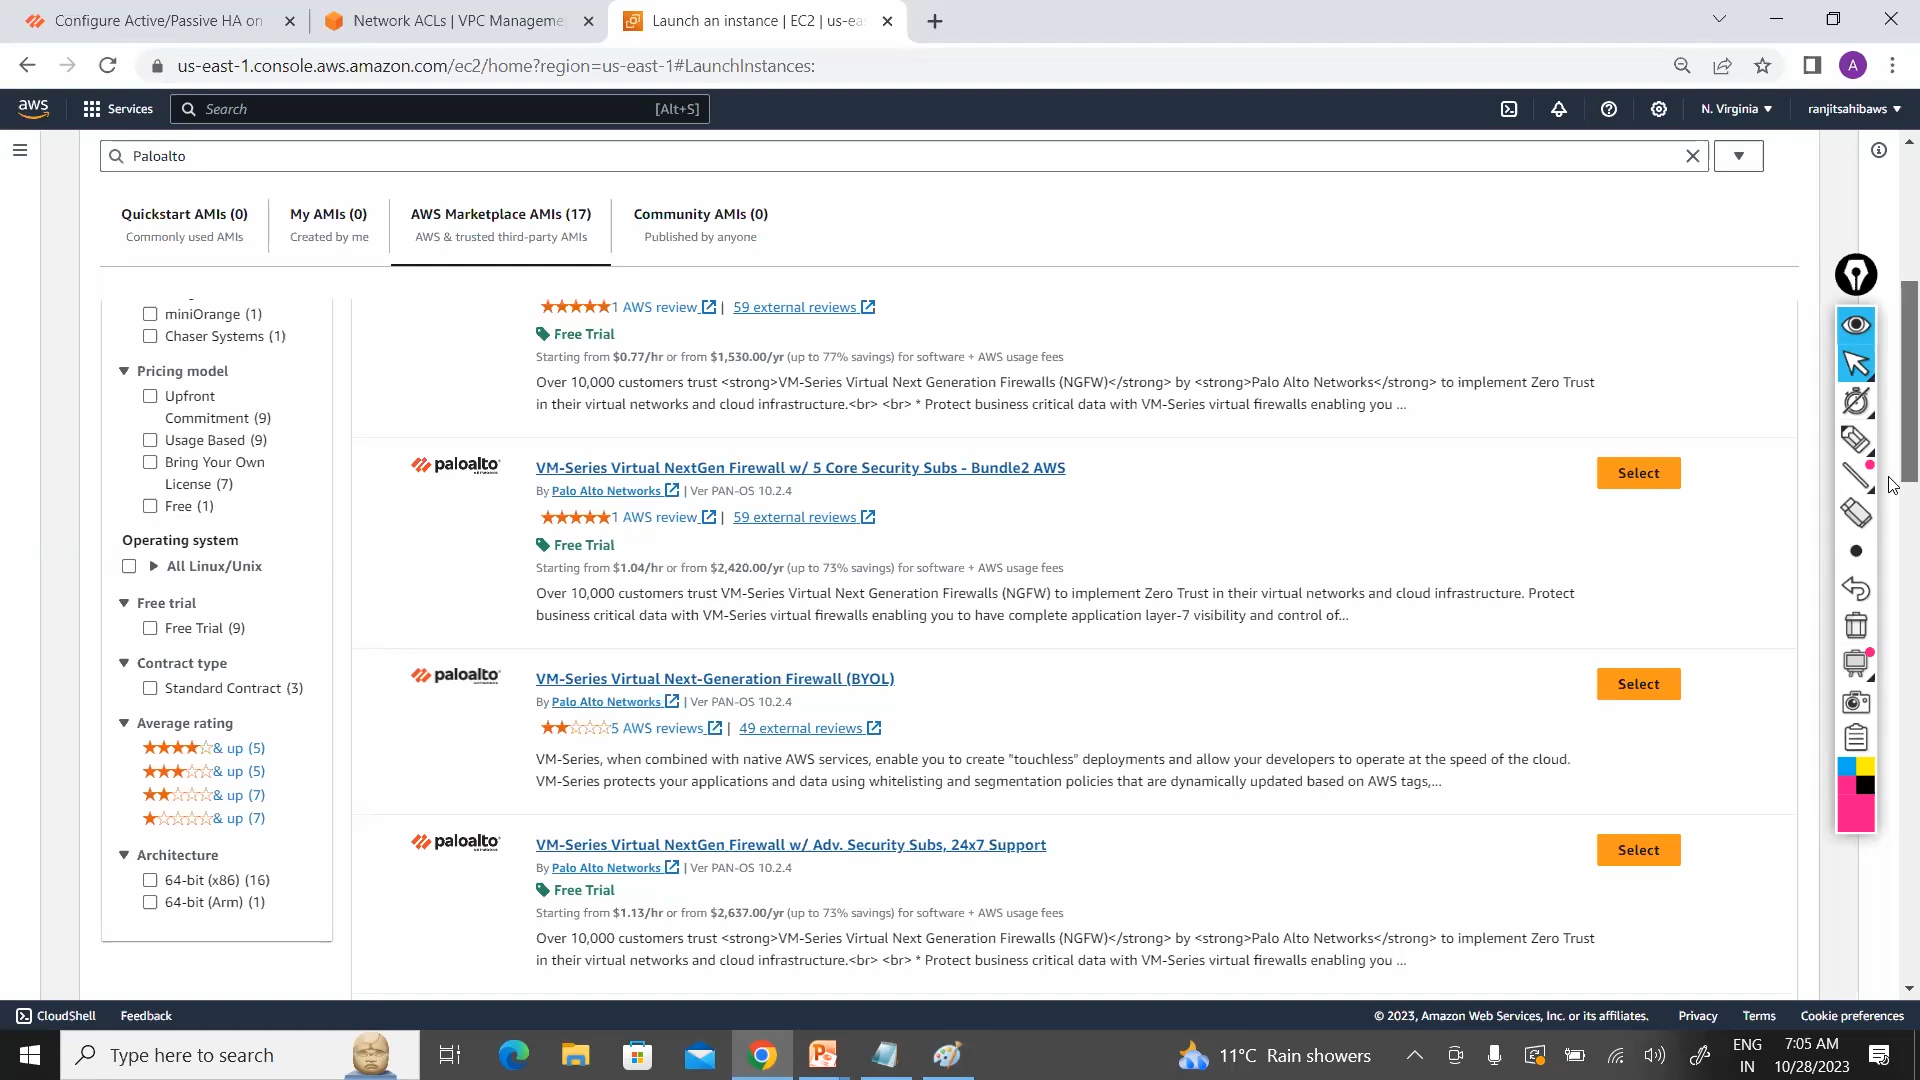 Configure Active/Passive HA on
Network ACLs | VPC Manageme
Launch an instance | EC2 | us-ea
us-east-1.console.aws.amazon.com/ec2/home?region=us-east-1#LaunchInstances:
A
aws
Services
Search
[Alt+S]
N. Virginia
ranjitsahibaws
Paloalto
Quickstart AMIs (0)
Commonly used AMIs
My AMIs (0)
Created by me
AWS Marketplace AMIs (17)
AWS & trusted third-party AMIs
Community AMIs (0)
Published by anyone
miniOrange (1)
Chaser Systems (1)
Pricing model
Upfront
Commitment (9)
Usage Based (9)
Bring Your Own
License (7)
Free (1)
Operating system
All Linux/Unix
Free trial
Free Trial (9)
Contract type
Standard Contract (3)
Average rating
& up (5)
& up (5)
& up (7)
& up (7)
Architecture
64-bit (x86) (16)
64-bit (Arm) (1)
1 AWS review | 59 external reviews
Free Trial
Starting from $0.77/hr or from $1,530.00/yr (up to 77% savings) for software + AWS usage fees
Over 10,000 customers trust <strong>VM-Series Virtual Next Generation Firewalls (NGFW)</strong> by <strong>Palo Alto Networks</strong> to implement Zero Trust
in their virtual networks and cloud infrastructure.<br> <br> * Protect business critical data with VM-Series virtual firewalls enabling you ...
paloalto
VM-Series Virtual NextGen Firewall w/ 5 Core Security Subs - Bundle2 AWS
Select
By Palo Alto Networks | Ver PAN-OS 10.2.4
1 AWS review | 59 external reviews
Free Trial
Starting from $1.04/hr or from $2,420.00/yr (up to 73% savings) for software + AWS usage fees
Over 10,000 customers trust VM-Series Virtual Next Generation Firewalls (NGFW) to implement Zero Trust in their virtual networks and cloud infrastructure. Protect
business critical data with VM-Series virtual firewalls enabling you to have complete application layer-7 visibility and control of...
paloalto
VM-Series Virtual Next-Generation Firewall (BYOL)
Select
By Palo Alto Networks | Ver PAN-OS 10.2.4
5 AWS reviews | 49 external reviews
VM-Series, when combined with native AWS services, enable you to create "touchless" deployments and allow your developers to operate at the speed of the cloud.
VM-Series protects your applications and data using whitelisting and segmentation policies that are dynamically updated based on AWS tags,...
paloalto
VM-Series Virtual NextGen Firewall w/ Adv. Security Subs, 24x7 Support
Select
By Palo Alto Networks | Ver PAN-OS 10.2.4
Free Trial
Starting from $1.13/hr or from $2,637.00/yr (up to 73% savings) for software + AWS usage fees
Over 10,000 customers trust <strong>VM-Series Virtual Next Generation Firewalls (NGFW)</strong> by <strong>Palo Alto Networks</strong> to implement Zero Trust
in their virtual networks and cloud infrastructure.<br> <br> * Protect business critical data with VM-Series virtual firewalls enabling you ...
CloudShell
Feedback
© 2023, Amazon Web Services, Inc. or its affiliates.
Privacy
Terms
Cookie preferences
Type here to search
11°C Rain showers
ENG
IN
7:05 AM
10/28/2023